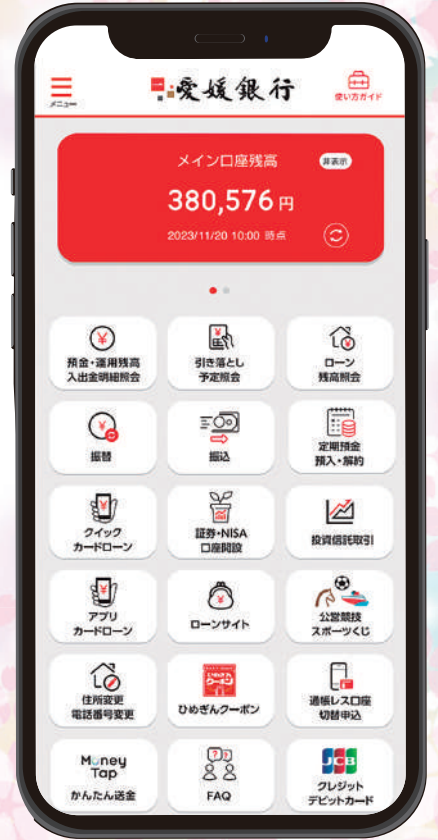 愛媛銀行
メニュー
使い方ガイド
メイン口座残高
非表示
380,576 円
2023/11/20 10:00 時点
預金・運用残高
入出金明細照会
引き落とし
予定照会
ローン
残高照会
振替
振込
定期預金
預入・解約
クイック
カードローン
証券・NISA
口座開設
投資信託取引
アプリ
カードローン
ローンサイト
公営競技
スポーツくじ
住所変更
電話番号変更
ひめぎんクーポン
ひめぎんクーポン
通帳レス口座
切替申込
Money
Tap
かんたん送金
FAQ
JCB
クレジット
デビットカード